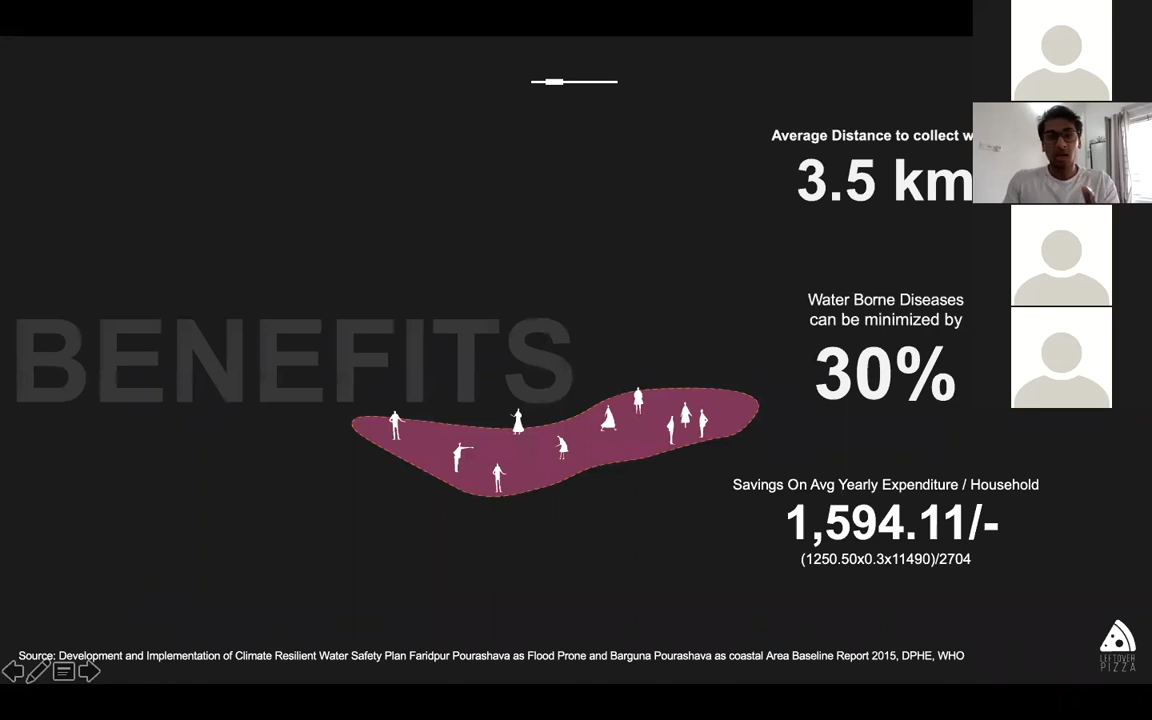 Average Distance to collect
3.5 km
BENEFITS
Water Borne Diseases
can be minimized by
30%
Savings On Avg Yearly Expenditure / Household
1,594.11/-
(1250.50x0.3x11490)/2704
Source: Development and Implementation of Climate Resilient Water Safety Plan Faridpur Pourashava as Flood Prone and Barguna Pourashava as coastal Area Baseline Report 2015, DPHE, WHO
LEFTOVER
PIZZA